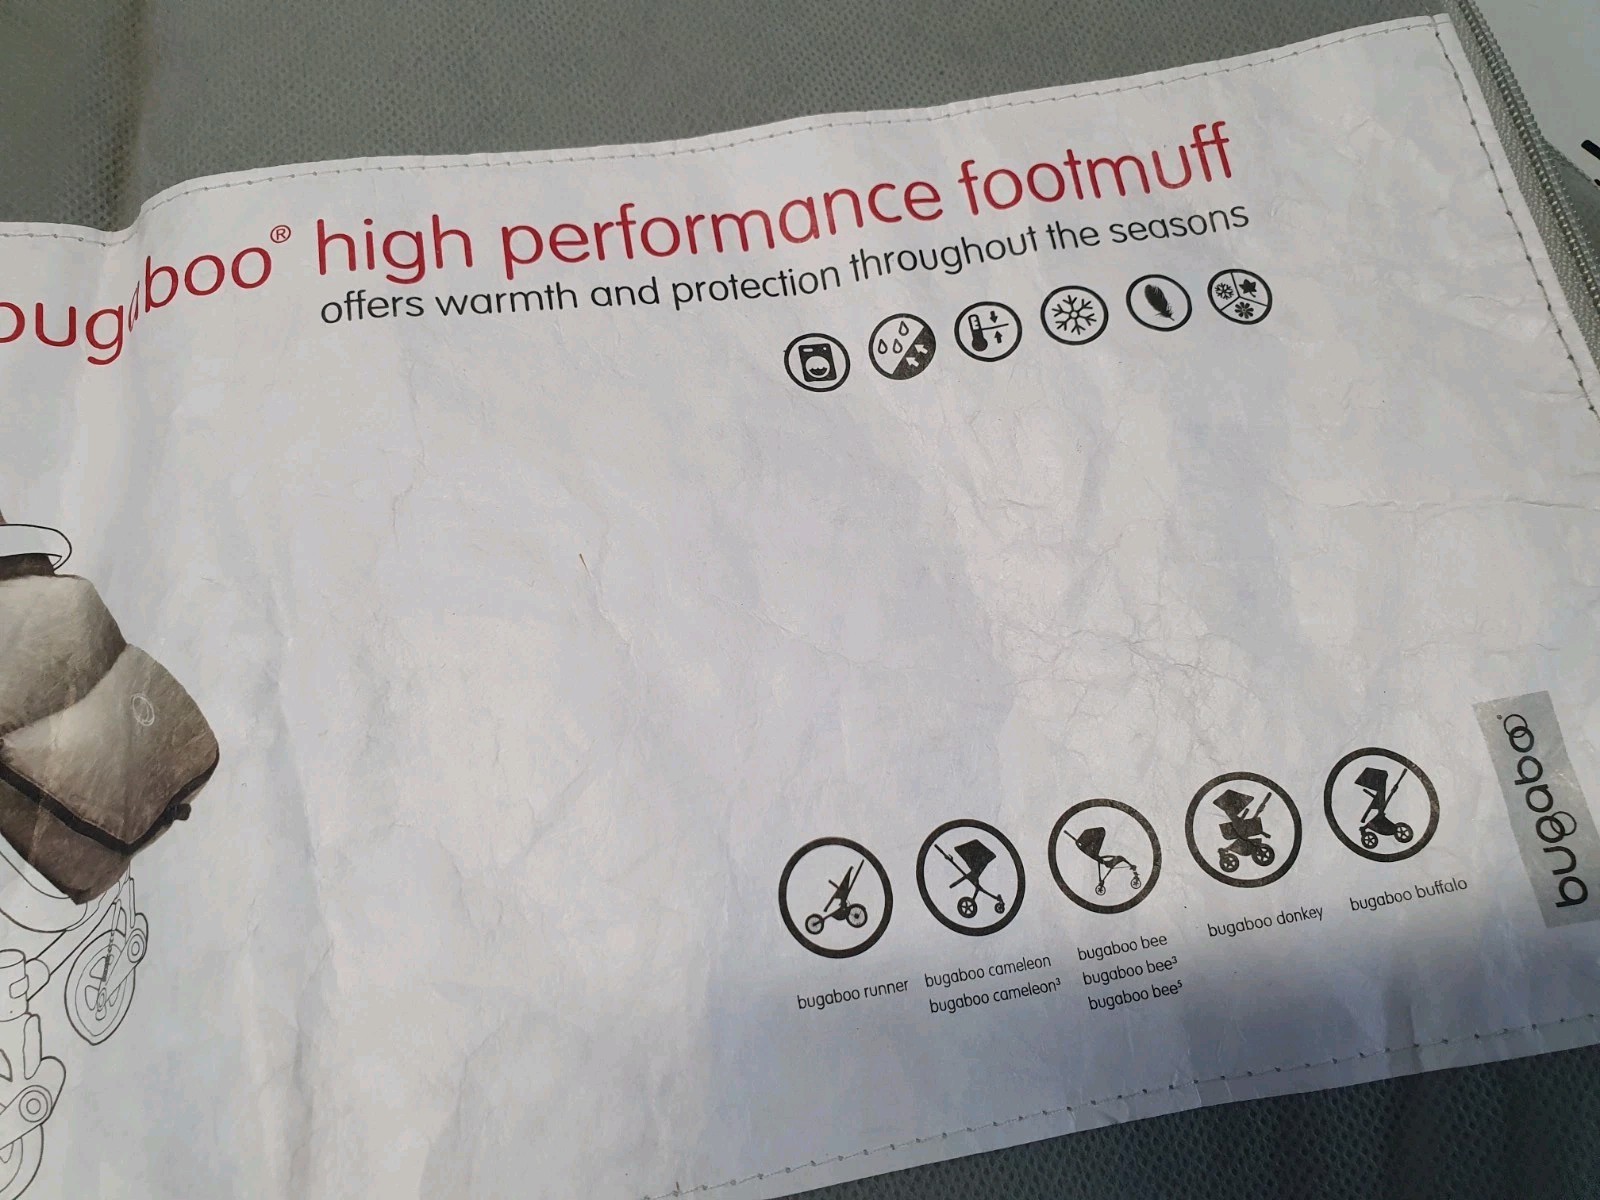 bugaboo® high performance footmuff
offers warmth and protection throughout the seasons
bugaboo runner
bugaboo cameleon
bugaboo cameleon³
bugaboo bee
bugaboo bee³
bugaboo bee⁵
bugaboo donkey
bugaboo buffalo
bugaboo